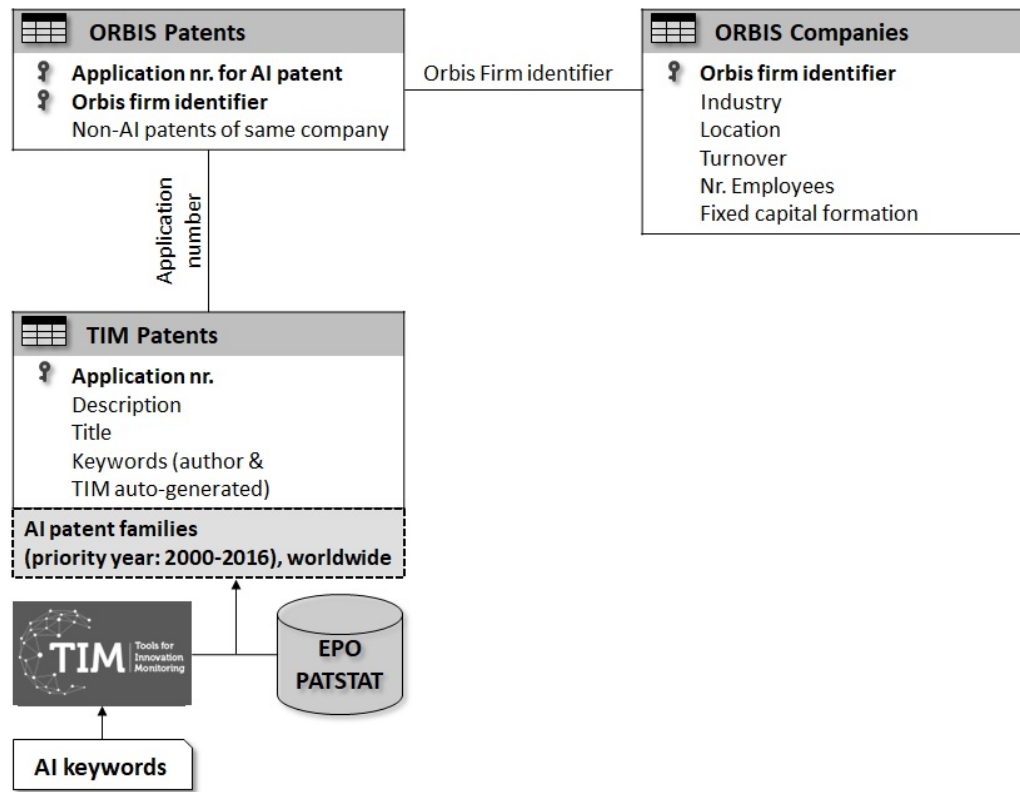 ORBIS Patents
Application nr. for AI patent
Orbis firm identifier
Non-AI patents of same company
Orbis Firm identifier
ORBIS Companies
Orbis firm identifier
Industry
Location
Turnover
Nr. Employees
Fixed capital formation
Application
number
TIM Patents
Application nr.
Description
Title
Keywords (author &
TIM auto-generated)
AI patent families
(priority year: 2000-2016), worldwide
TIM
Tools for
Innovation
Monitoring
EPO
PATSTAT
AI keywords